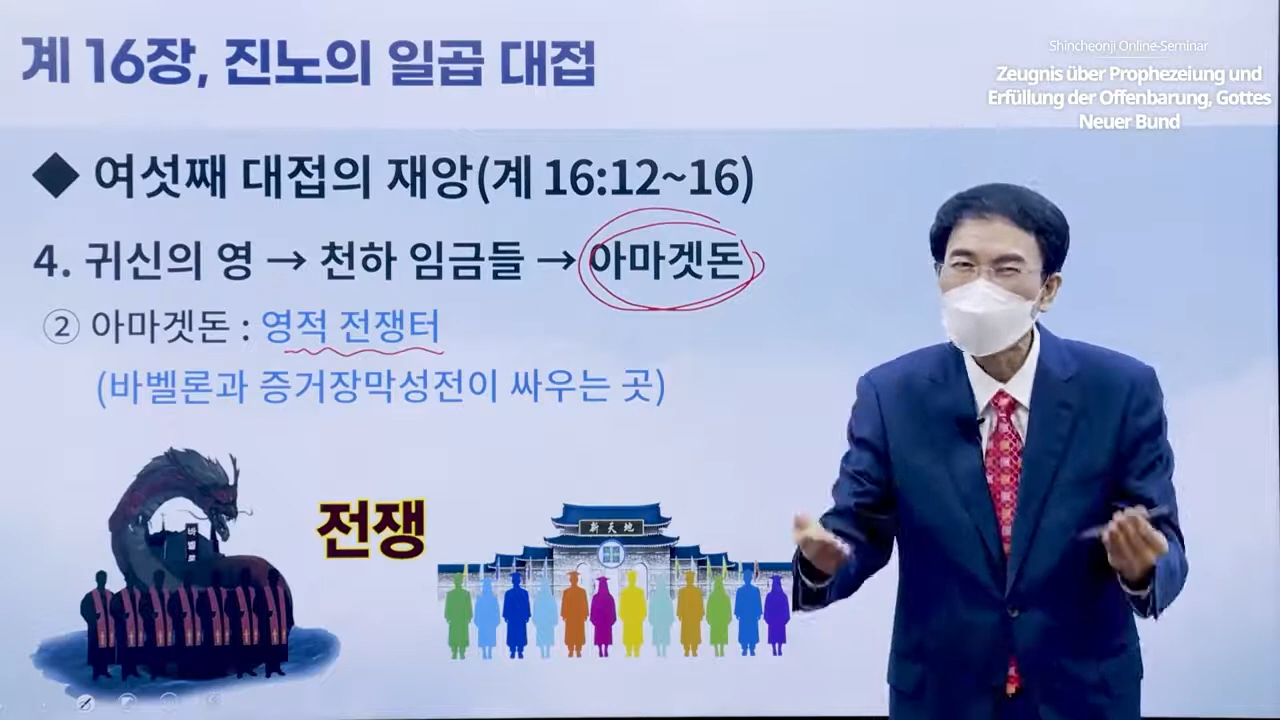 계 16장, 진노의 일곱 대접
Shincheonji Online-Seminar
Zeugnis über Prophezeiung und
Erfüllung der Offenbarung, Gottes
Neuer Bund
◆ 여섯째 대접의 재앙(계 16:12~16)
4. 귀신의 영 → 천하 임금들 → 아마겟돈
② 아마겟돈 : 영적 전쟁터
(바벨론과 증거장막성전이 싸우는 곳)
바벨론
전쟁
新天地